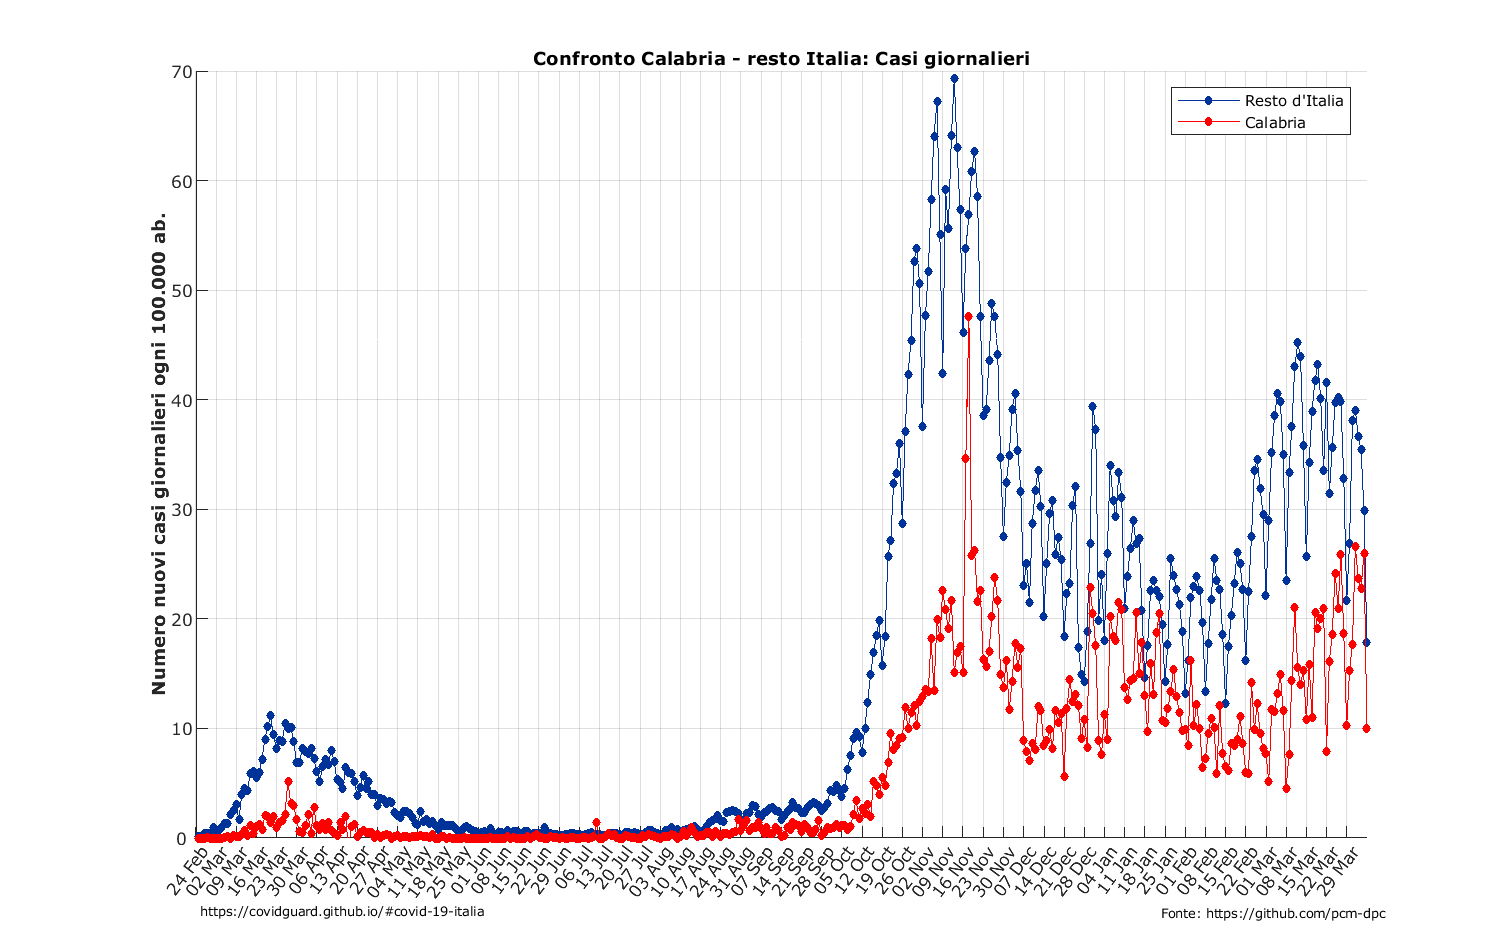 Confronto Calabria - resto Italia: Casi giornalieri
Numero nuovi casi giornalieri ogni 100.000 ab.
70
60
50
40
30
20
10
0
Resto d'Italia
Calabria
24 Feb
02 Mar
09 Mar
16 Mar
23 Mar
30 Mar
06 Apr
13 Apr
20 Apr
27 Apr
04 May
11 May
18 May
25 May
01 Jun
08 Jun
15 Jun
22 Jun
29 Jun
06 Jul
13 Jul
20 Jul
27 Jul
03 Aug
10 Aug
17 Aug
24 Aug
31 Aug
07 Sep
14 Sep
21 Sep
28 Sep
05 Oct
12 Oct
19 Oct
26 Oct
02 Nov
09 Nov
16 Nov
23 Nov
30 Nov
07 Dec
14 Dec
21 Dec
28 Dec
04 Jan
11 Jan
18 Jan
25 Jan
01 Feb
08 Feb
15 Feb
22 Feb
01 Mar
08 Mar
15 Mar
22 Mar
29 Mar
https://covidguard.github.io/#covid-19-italia
Fonte: https://github.com/pcm-dpc